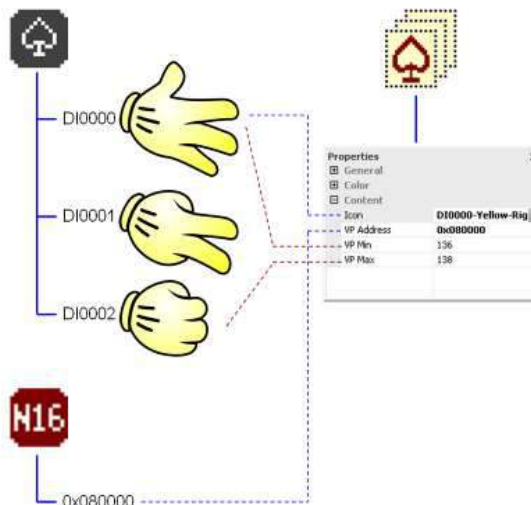 DI0000
DI0001
DI0002
N16
0x080000
Properties
General
Color
Content
Icon DI0000-Yellow-Rig
VP Address 0x080000
VP Min 136
VP Max 138